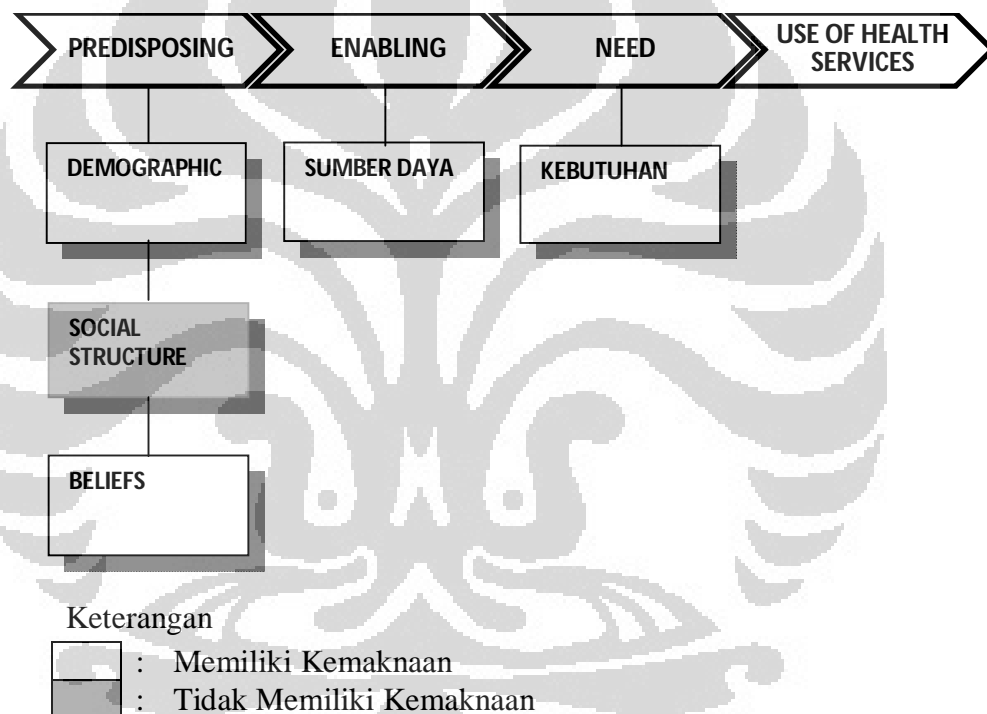 PREDISPOSING
ENABLING
NEED
USE OF HEALTH
SERVICES
DEMOGRAPHIC
SUMBER DAYA
KEBUTUHAN
SOCIAL
STRUCTURE
BELIEFS
Keterangan
: Memiliki Kemaknaan
: Tidak Memiliki Kemaknaan